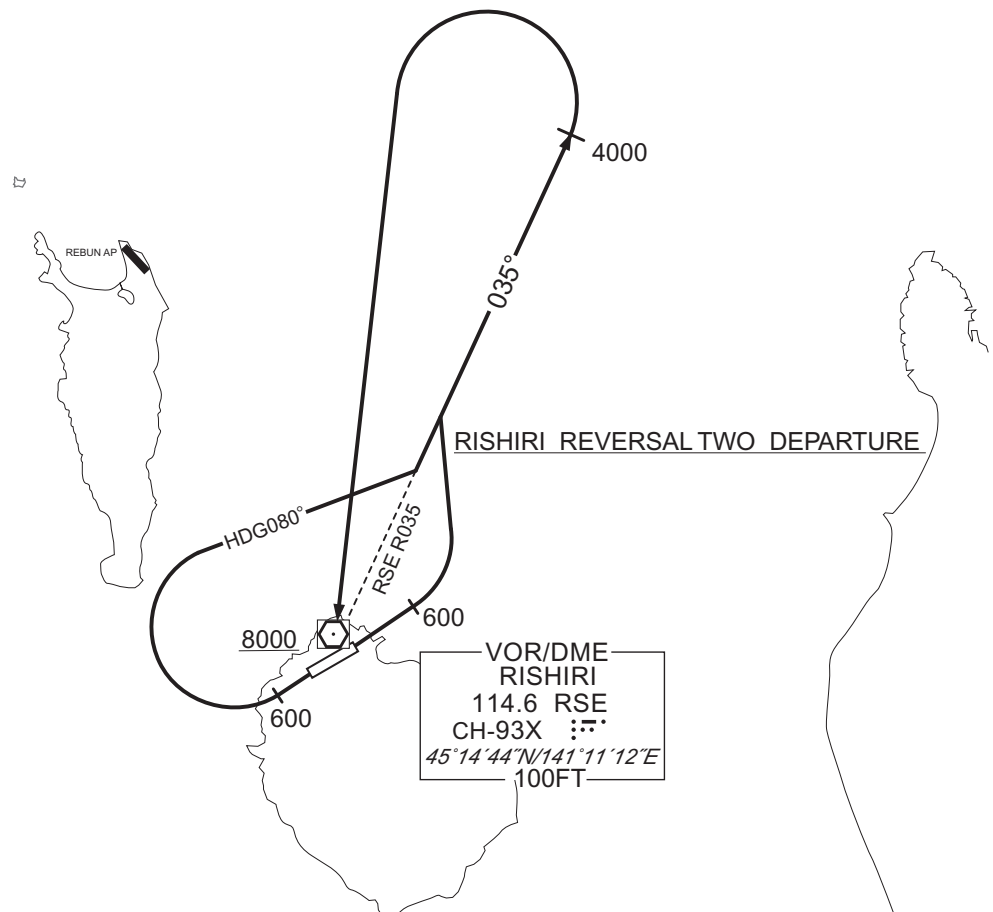 4000
REBUN AP
035°
RISHIRI REVERSAL TWO DEPARTURE
HDG080°
RSE R035
600
8000
600
VOR/DME
RISHIRI
114.6 RSE
CH-93X
45°14´44˝N/141°11´12˝E
100FT